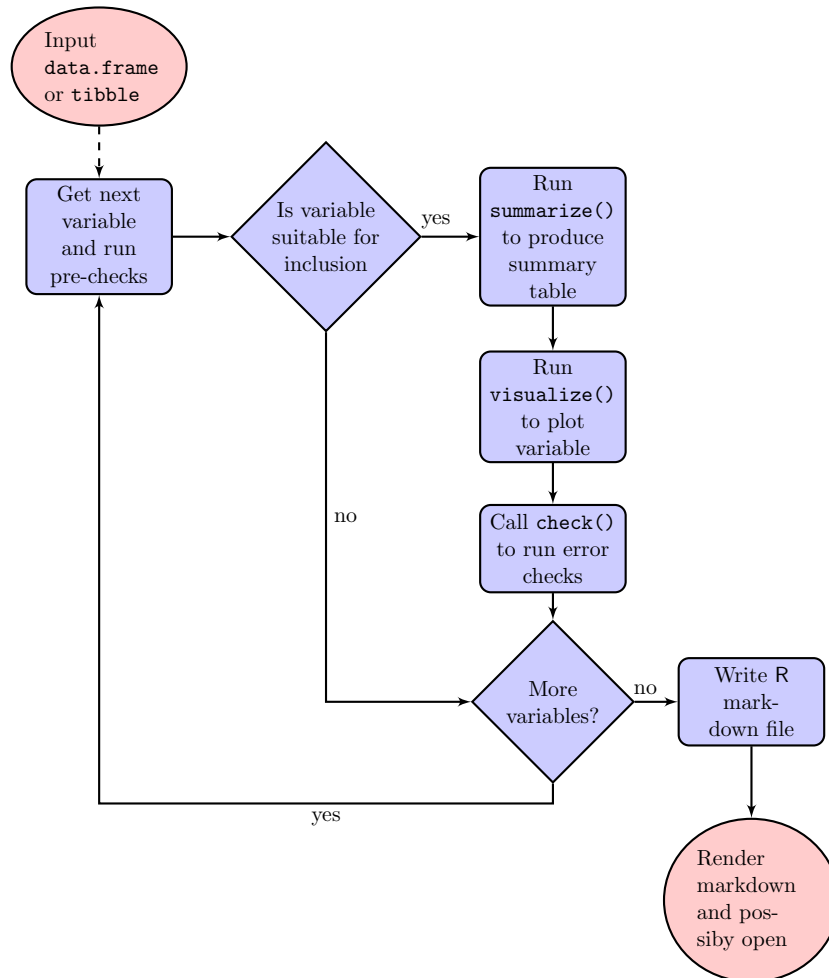 Input
data.frame
or tibble
Get next
variable
and run
pre-checks
Is variable
suitable for
inclusion
yes
Run
summarize()
to produce
summary
table
Run
visualize()
to plot
variable
no
Call check()
to run error
checks
More
variables?
no
Write R
mark-
down file
yes
Render
markdown
and pos-
siby open